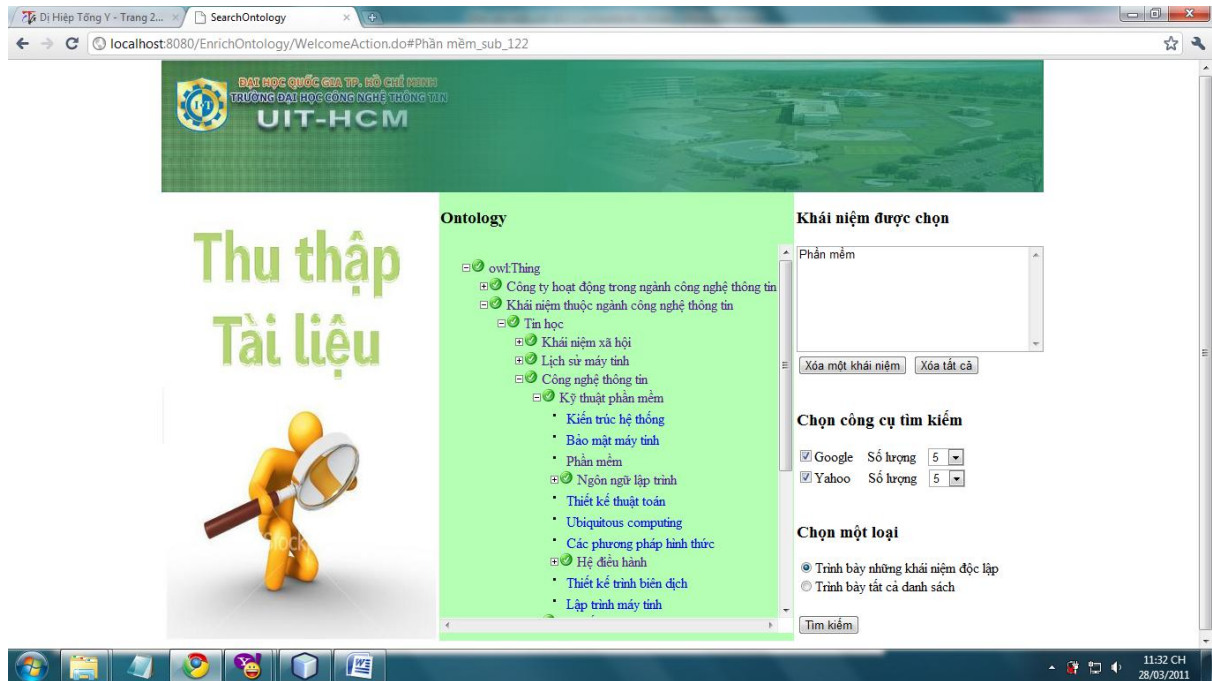 Dị Hiệp Tống Y - Trang 2...
SearchOntology
localhost:8080/EnrichOntology/WelcomeAction.do#Phần mềm_sub_122
ĐẠI HỌC QUỐC GIA TP. HỒ CHÍ MINH
TRƯỜNG ĐẠI HỌC CÔNG NGHỆ THÔNG TIN
UIT-HCM
Thu thập
Tài liệu
Ontology
owl:Thing
Công ty hoạt động trong ngành công nghệ thông tin
Khái niệm thuộc ngành công nghệ thông tin
Tin học
Khái niệm xã hội
Lịch sử máy tính
Công nghệ thông tin
Kỹ thuật phần mềm
Kiến trúc hệ thống
Bảo mật máy tính
Phần mềm
Ngôn ngữ lập trình
Thiết kế thuật toán
Ubiquitous computing
Các phương pháp hình thức
Hệ điều hành
Thiết kế trình biên dịch
Lập trình máy tính
Khái niệm được chọn
Phần mềm
Xóa một khái niệm Xóa tất cả
Chọn công cụ tìm kiếm
Google Số lượng 5
Yahoo Số lượng 5
Chọn một loại
Trình bày những khái niệm độc lập
Trình bày tất cả danh sách
Tìm kiếm
11:32 CH
28/03/2011